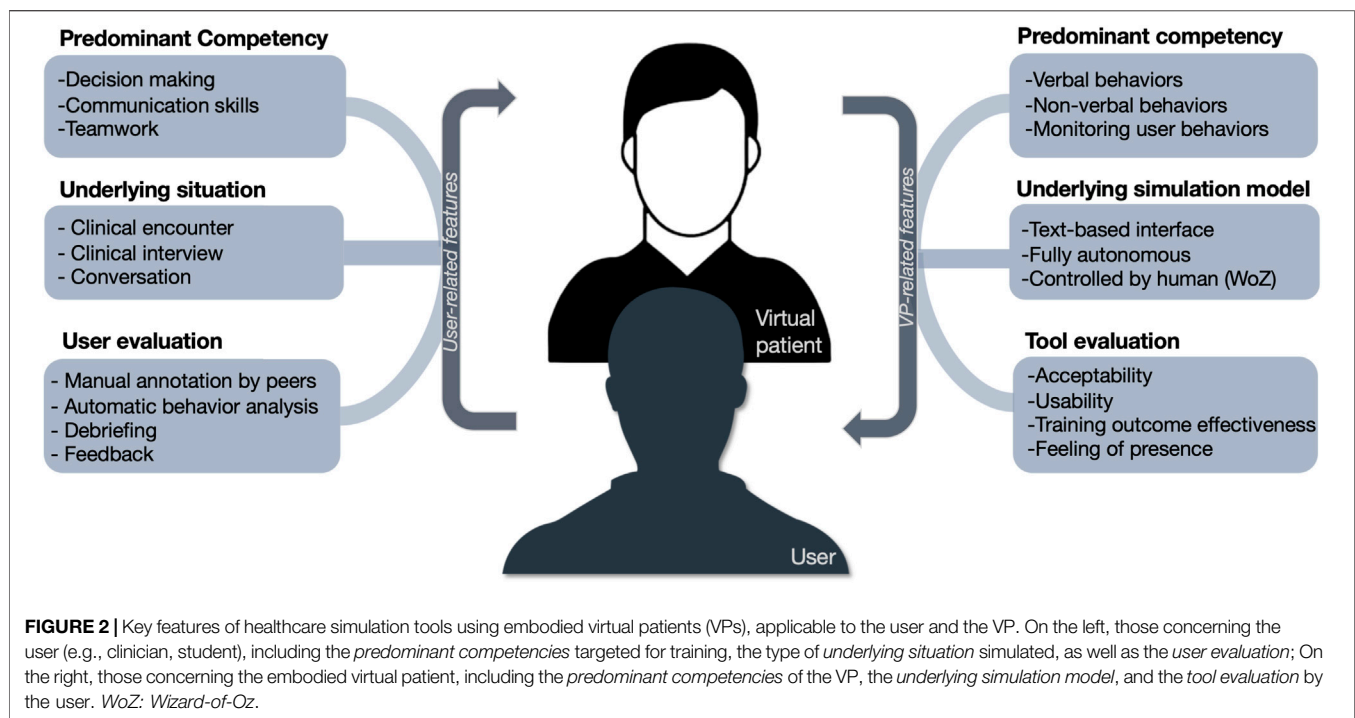 Predominant Competency
-Decision making
-Communication skills
-Teamwork
Underlying situation
- Clinical encounter
- Clinical interview
- Conversation
User evaluation
- Manual annotation by peers
- Automatic behavior analysis
- Debriefing
- Feedback
User-related features
Virtual
patient
User
VP-related features
Predominant competency
-Verbal behaviors
-Non-verbal behaviors
-Monitoring user behaviors
Underlying simulation model
-Text-based interface
-Fully autonomous
-Controlled by human (WoZ)
Tool evaluation
-Acceptability
-Usability
-Training outcome effectiveness
-Feeling of presence
FIGURE 2 | Key features of healthcare simulation tools using embodied virtual patients (VPs), applicable to the user and the VP. On the left, those concerning the
user (e.g., clinician, student), including the predominant competencies targeted for training, the type of underlying situation simulated, as well as the user evaluation; On
the right, those concerning the embodied virtual patient, including the predominant competencies of the VP, the underlying simulation model, and the tool evaluation by
the user. WoZ: Wizard-of-Oz.